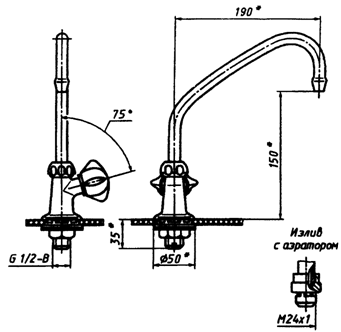 190*
75°
150*
G 1/2-B
35*
Ø50*
Излив
с аэратором
M24x1